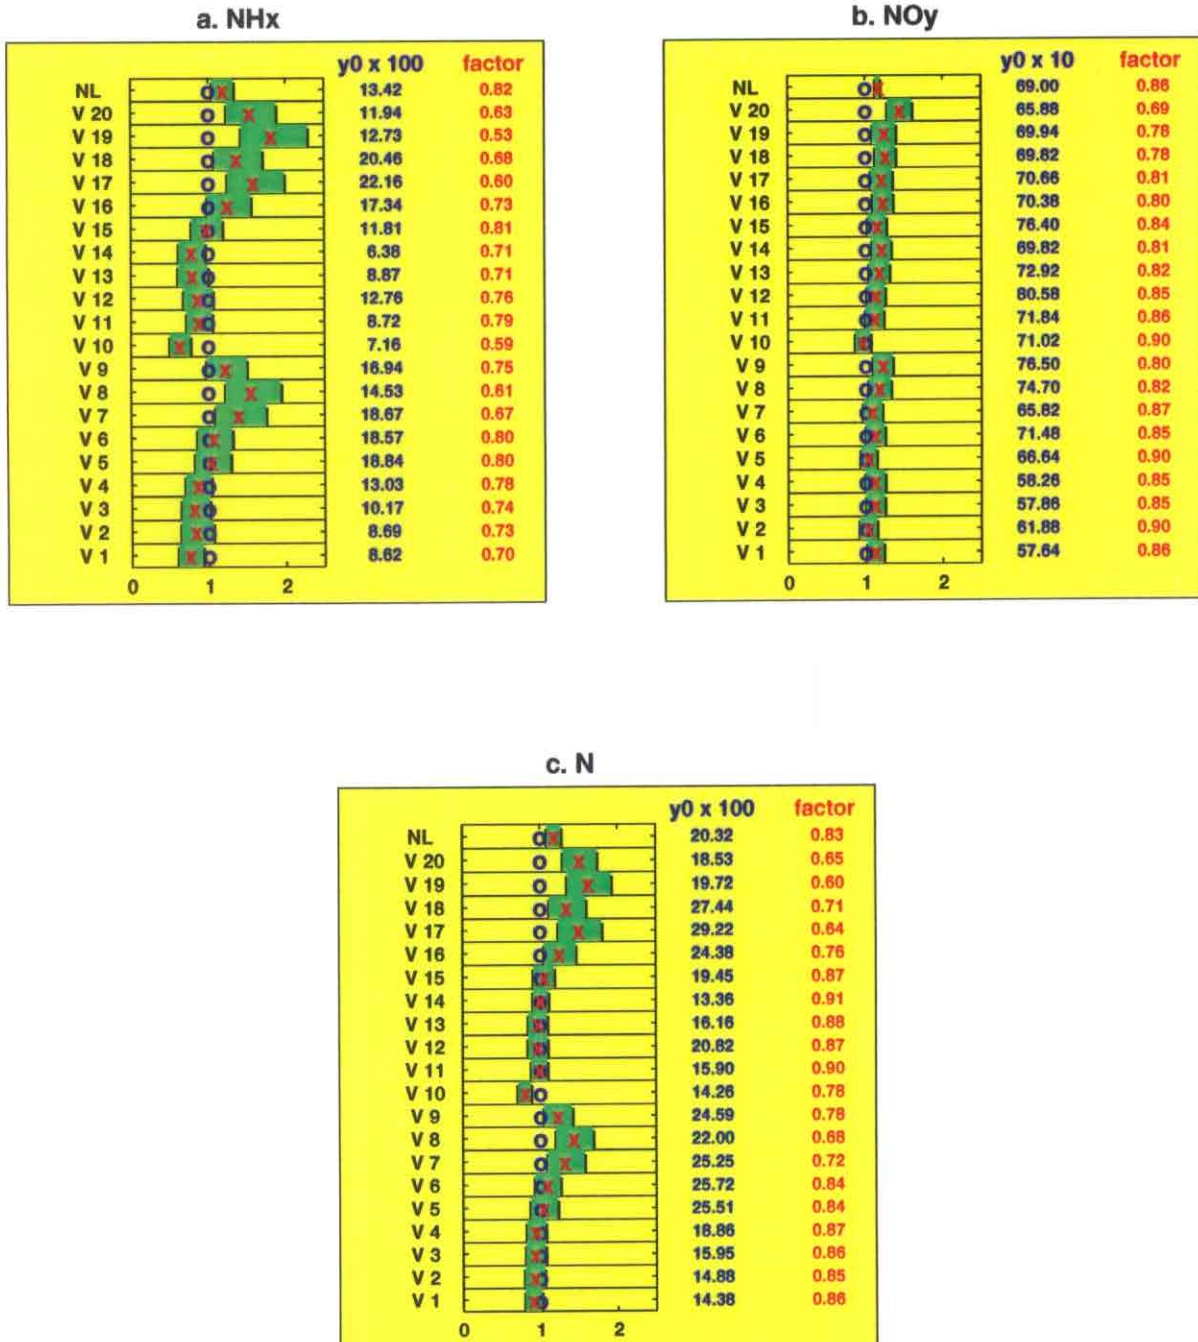 a. NHx
y0 x 100 factor
NL 13.42 0.82
V 20 11.94 0.63
V 19 12.73 0.53
V 18 20.46 0.68
V 17 22.16 0.60
V 16 17.34 0.73
V 15 11.81 0.81
V 14 6.38 0.71
V 13 8.87 0.71
V 12 12.76 0.76
V 11 8.72 0.79
V 10 7.16 0.59
V 9 16.94 0.75
V 8 14.53 0.61
V 7 18.67 0.67
V 6 18.57 0.80
V 5 18.84 0.80
V 4 13.03 0.78
V 3 10.17 0.74
V 2 8.69 0.73
V 1 8.62 0.70
0 1 2
b. NOy
y0 x 10 factor
NL 69.00 0.86
V 20 65.88 0.69
V 19 69.94 0.78
V 18 69.82 0.78
V 17 70.66 0.81
V 16 70.38 0.80
V 15 76.40 0.84
V 14 69.82 0.81
V 13 72.92 0.82
V 12 80.58 0.85
V 11 71.84 0.86
V 10 71.02 0.90
V 9 76.50 0.80
V 8 74.70 0.82
V 7 65.82 0.87
V 6 71.48 0.85
V 5 66.64 0.90
V 4 58.26 0.85
V 3 57.86 0.85
V 2 61.88 0.90
V 1 57.64 0.86
0 1 2
c. N
y0 x 100 factor
NL 20.32 0.83
V 20 18.53 0.65
V 19 19.72 0.60
V 18 27.44 0.71
V 17 29.22 0.64
V 16 24.38 0.76
V 15 19.45 0.87
V 14 13.36 0.91
V 13 16.16 0.88
V 12 20.82 0.87
V 11 15.90 0.90
V 10 14.26 0.78
V 9 24.59 0.78
V 8 22.00 0.68
V 7 25.25 0.72
V 6 25.72 0.84
V 5 25.51 0.84
V 4 18.86 0.87
V 3 15.95 0.86
V 2 14.88 0.85
V 1 14.38 0.86
0 1 2